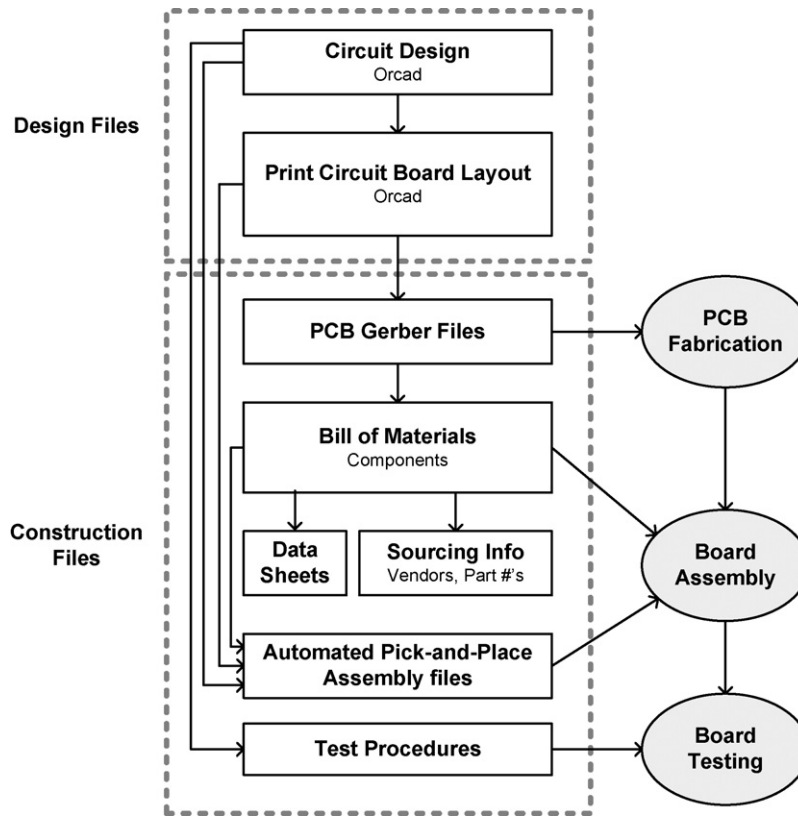 Design Files
Circuit Design
Orcad
Print Circuit Board Layout
Orcad
Construction
Files
PCB Gerber Files
PCB
Fabrication
Bill of Materials
Components
Data
Sheets
Sourcing Info
Vendors, Part #'s
Board
Assembly
Automated Pick-and-Place
Assembly files
Test Procedures
Board
Testing